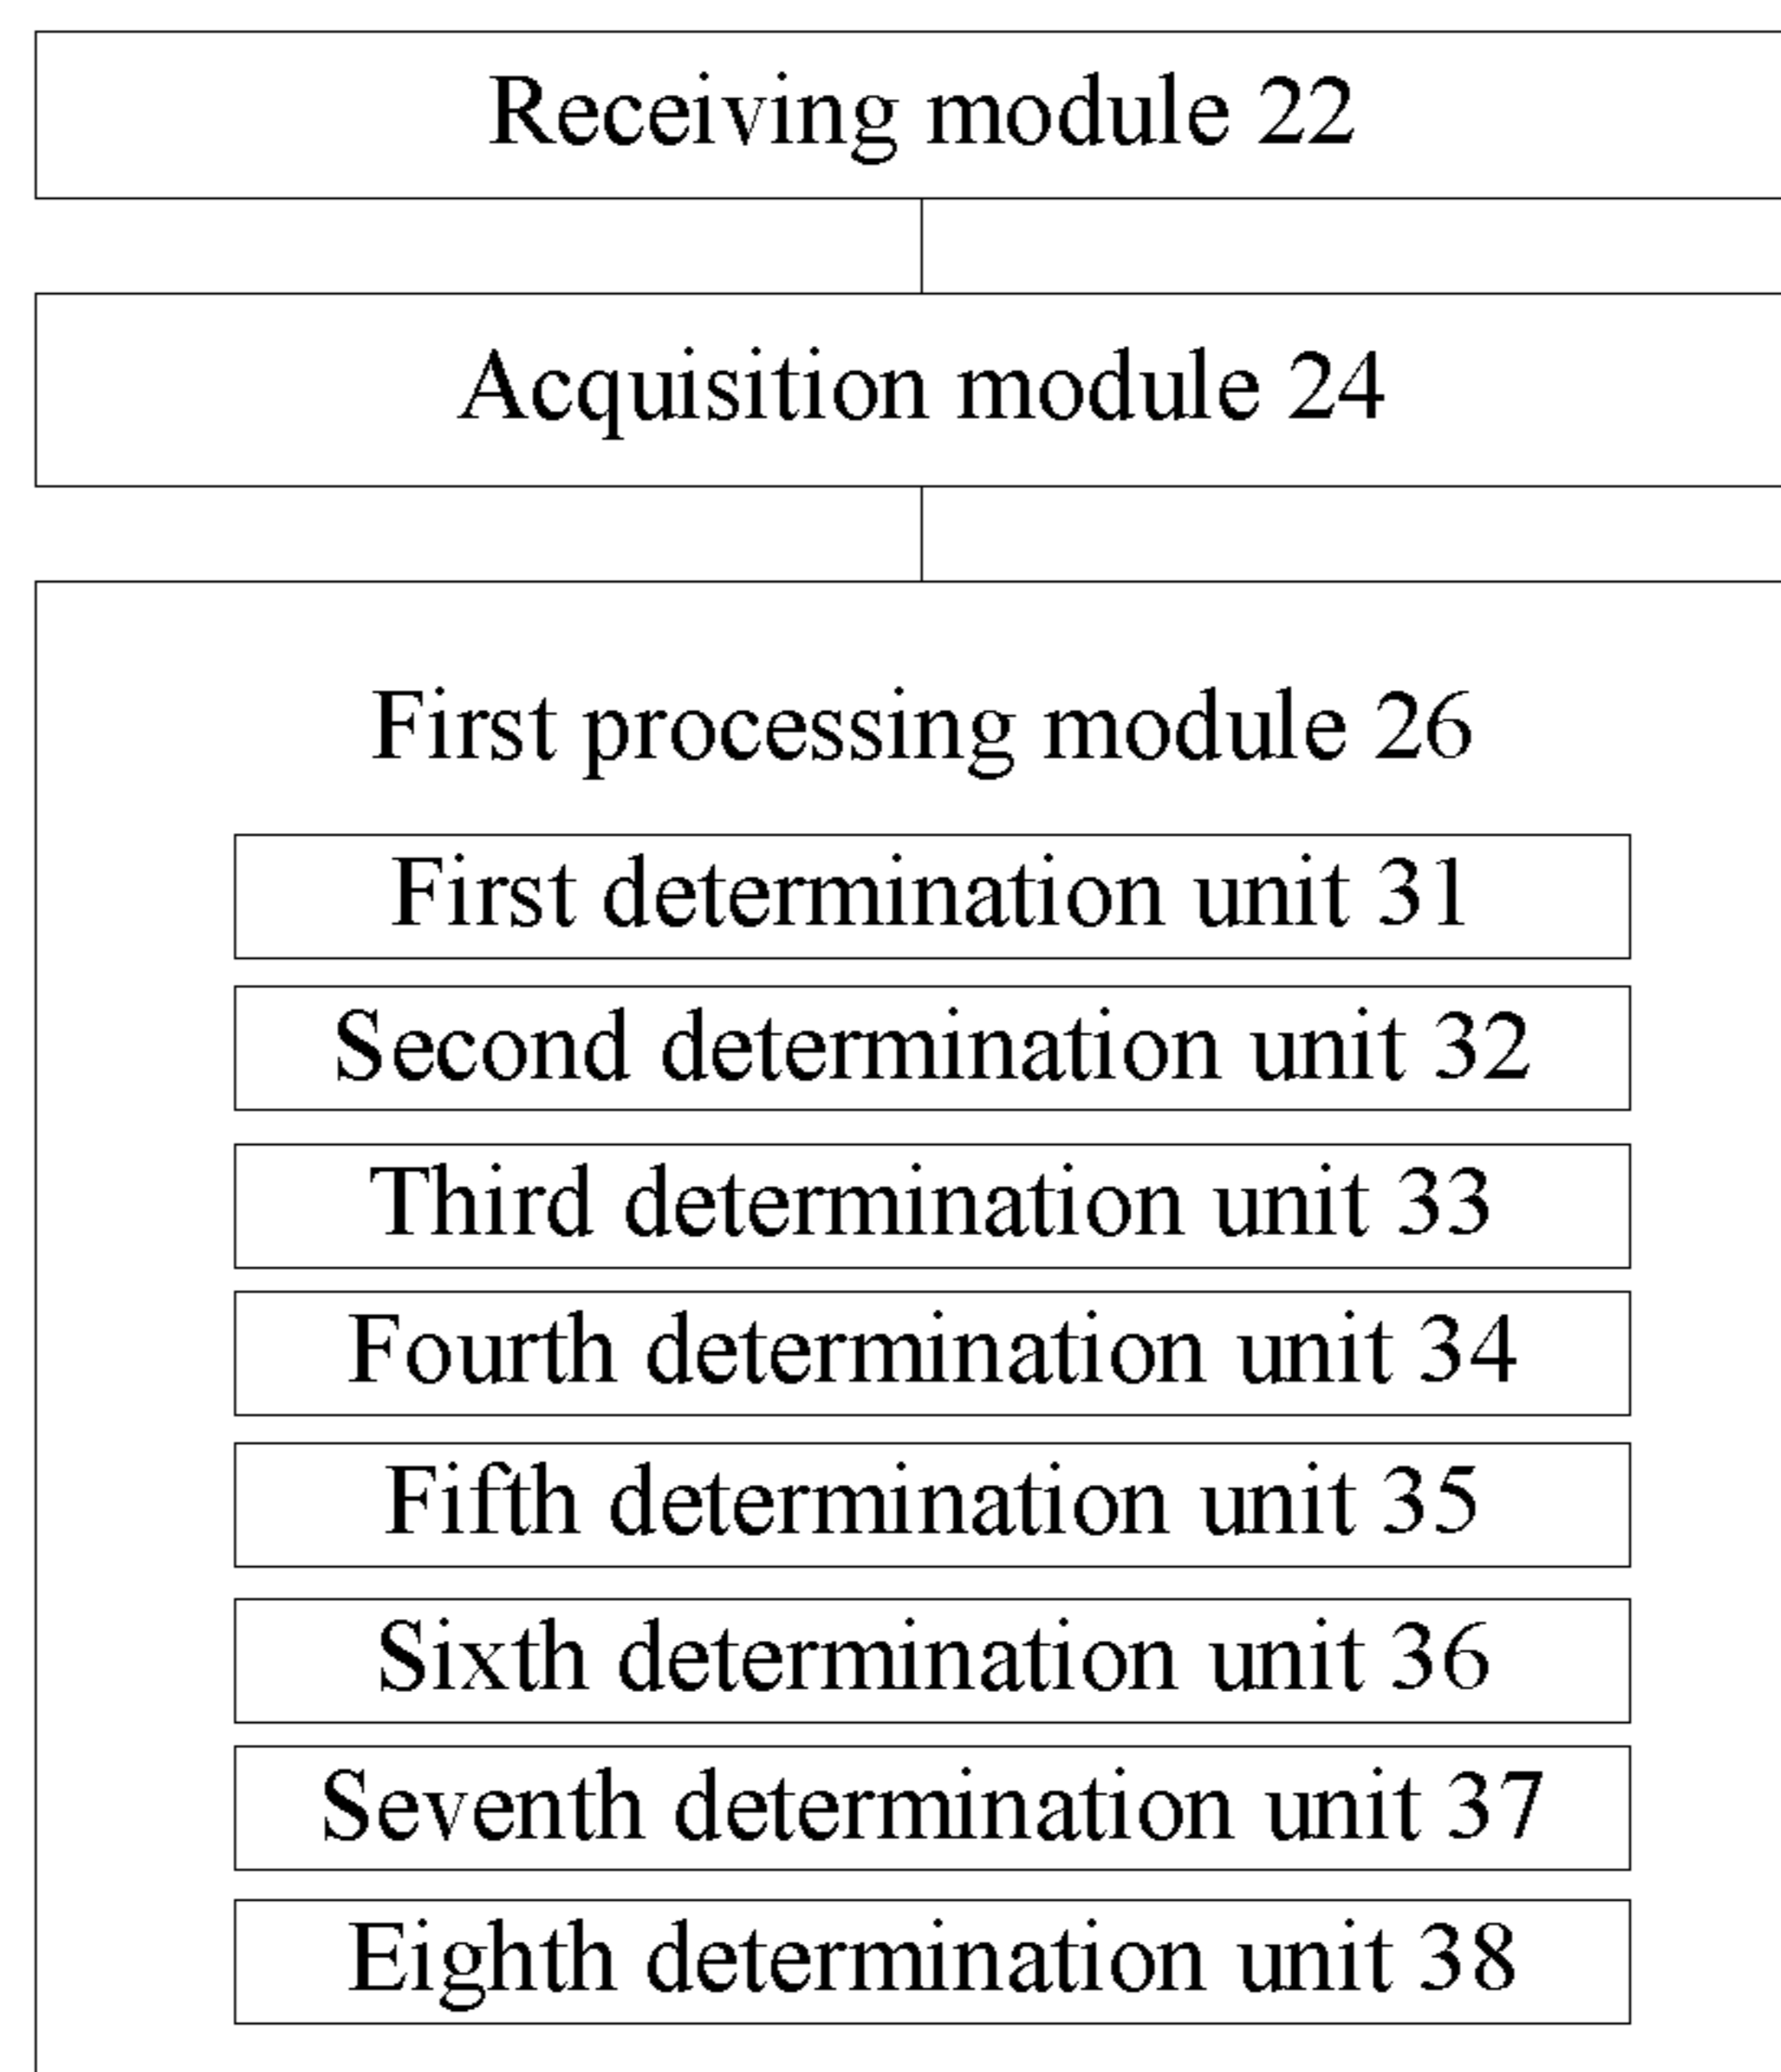 Receiving module 22
Acquisition module 24
First processing module 26
First determination unit 31
Second determination unit 32
Third determination unit 33
Fourth determination unit 34
Fifth determination unit 35
Sixth determination unit 36
Seventh determination unit 37
Eighth determination unit 38